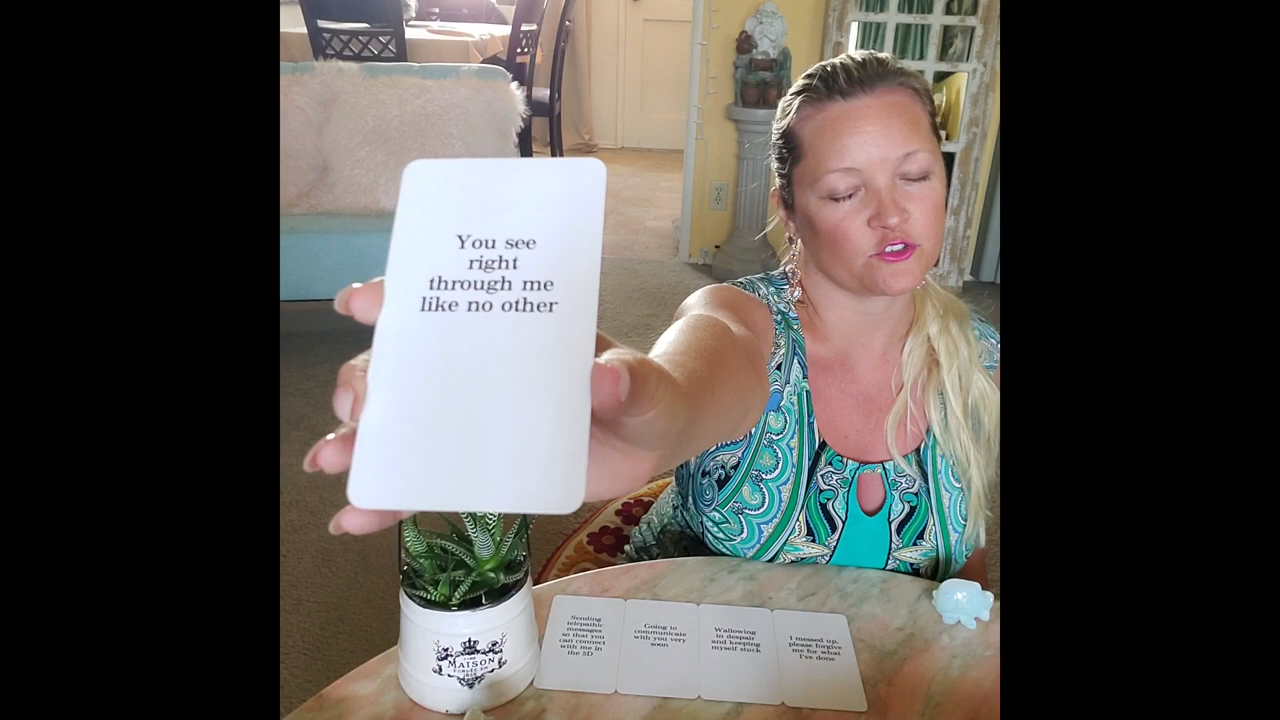 You see
right
through me
like no other
Sending
telepathic
messages
so that you
can connect
with me in
the 5D
Going to
communicate
with you very
soon
Wallowing
in despair
and keeping
myself stuck
I messed up,
please forgive
me for what
I've done
MAISON